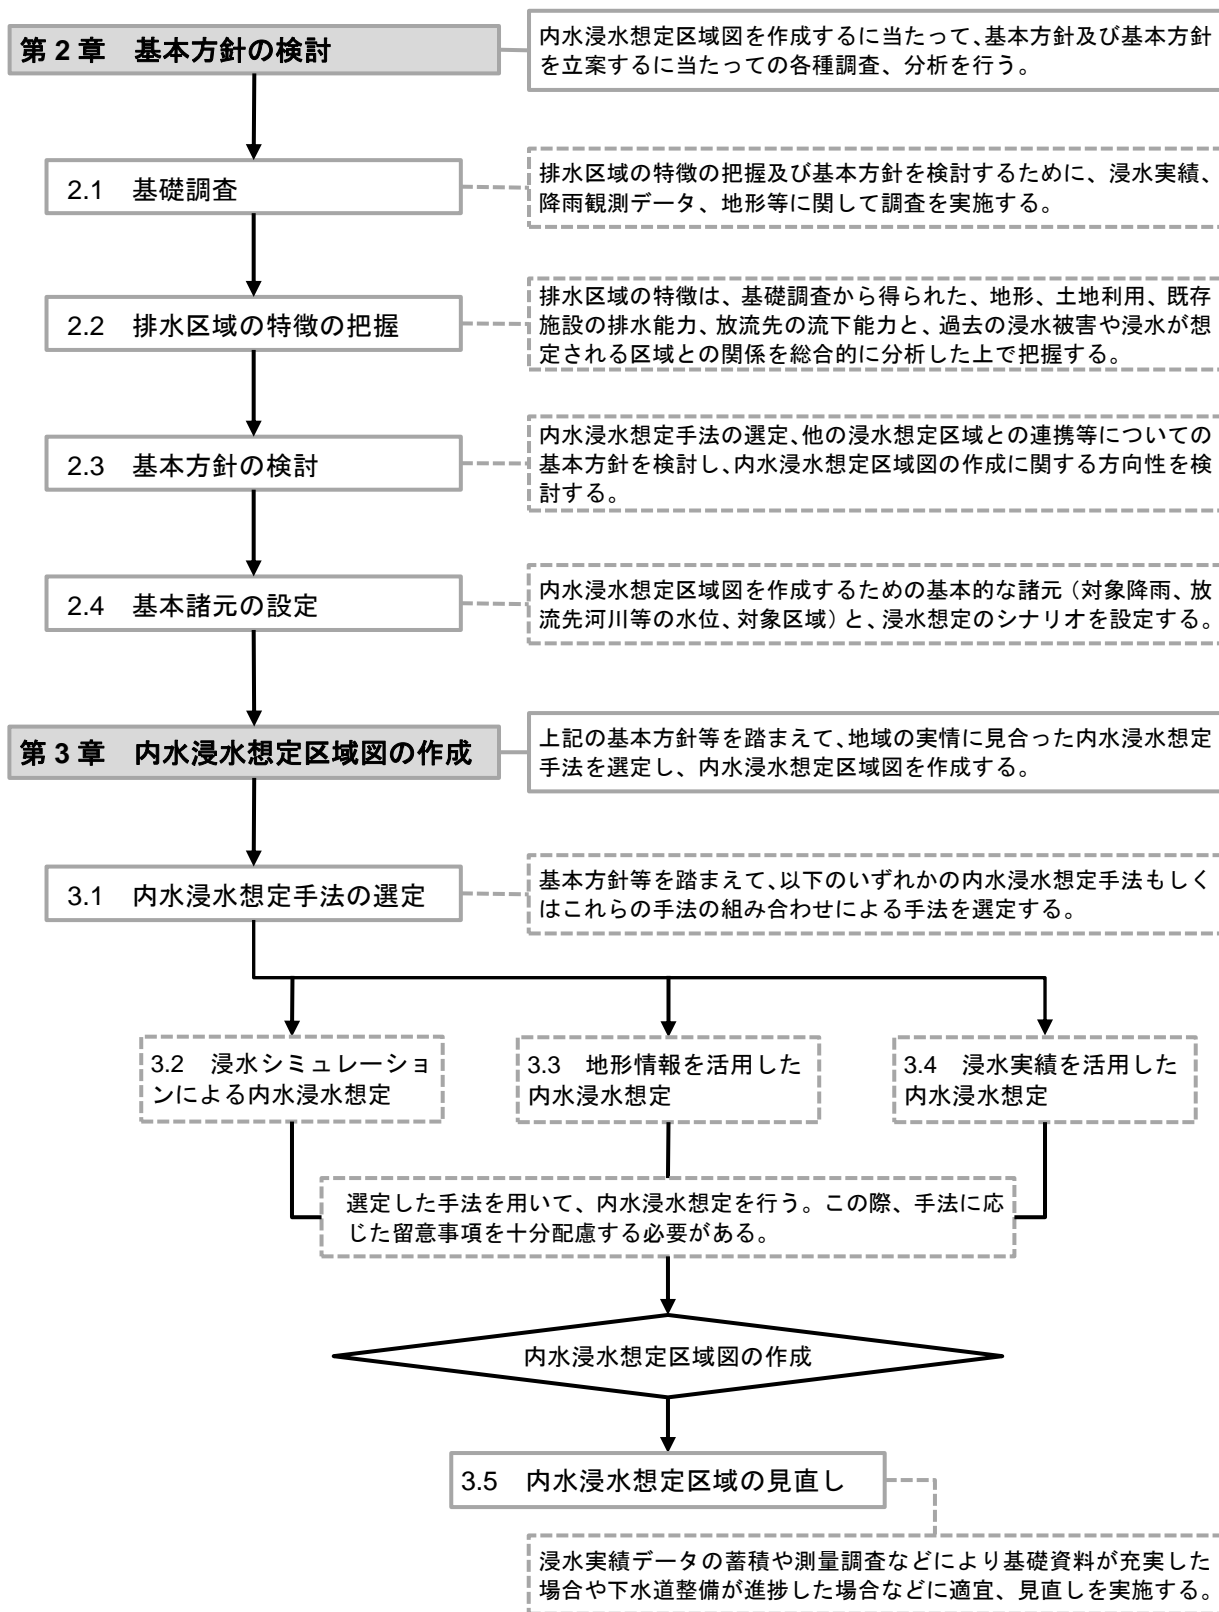 第 2 章　基本方針の検討
内水浸水想定区域図を作成するに当たって、基本方針及び基本方針
を立案するに当たっての各種調査、分析を行う。
2.1　基礎調査
排水区域の特徴の把握及び基本方針を検討するために、浸水実績、
降雨観測データ、地形等に関して調査を実施する。
2.2　排水区域の特徴の把握
排水区域の特徴は、基礎調査から得られた、地形、土地利用、既存
施設の排水能力、放流先の流下能力と、過去の浸水被害や浸水が想
定される区域との関係を総合的に分析した上で把握する。
2.3　基本方針の検討
内水浸水想定手法の選定、他の浸水想定区域との連携等についての
基本方針を検討し、内水浸水想定区域図の作成に関する方向性を検
討する。
2.4　基本諸元の設定
内水浸水想定区域図を作成するための基本的な諸元（対象降雨、放
流先河川等の水位、対象区域）と、浸水想定のシナリオを設定する。
第 3 章　内水浸水想定区域図の作成
上記の基本方針等を踏まえて、地域の実情に見合った内水浸水想定
手法を選定し、内水浸水想定区域図を作成する。
3.1　内水浸水想定手法の選定
基本方針等を踏まえて、以下のいずれかの内水浸水想定手法もしく
はこれらの手法の組み合わせによる手法を選定する。
3.2　浸水シミュレーショ
ンによる内水浸水想定
3.3　地形情報を活用した
内水浸水想定
3.4　浸水実績を活用した
内水浸水想定
選定した手法を用いて、内水浸水想定を行う。この際、手法に応
じた留意事項を十分配慮する必要がある。
内水浸水想定区域図の作成
3.5　内水浸水想定区域の見直し
浸水実績データの蓄積や測量調査などにより基礎資料が充実した
場合や下水道整備が進捗した場合などに適宜、見直しを実施する。